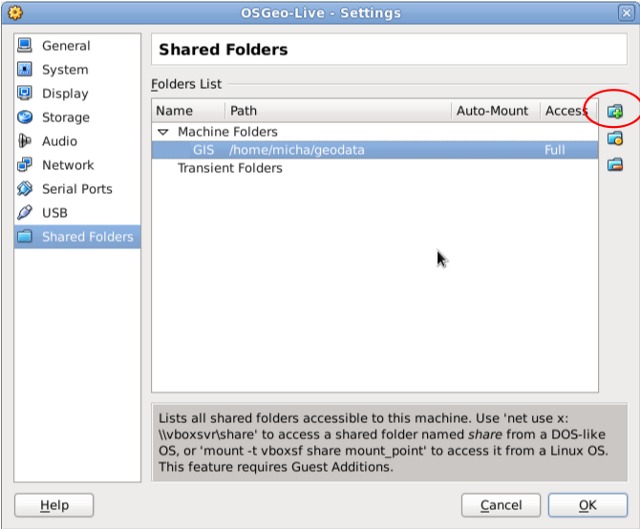 OSGeo-Live - Settings
General
System
Display
Storage
Audio
Network
Serial Ports
USB
Shared Folders
Shared Folders
Folders List
Name Path Auto-Mount Access
Machine Folders
GIS /home/micha/geodata Full
Transient Folders
Lists all shared folders accessible to this machine. Use 'net use x:
\\vboxsvr\share' to access a shared folder named share from a DOS-like
OS, or 'mount -t vboxsf share mount_point' to access it from a Linux OS.
This feature requires Guest Additions.
Help Cancel OK